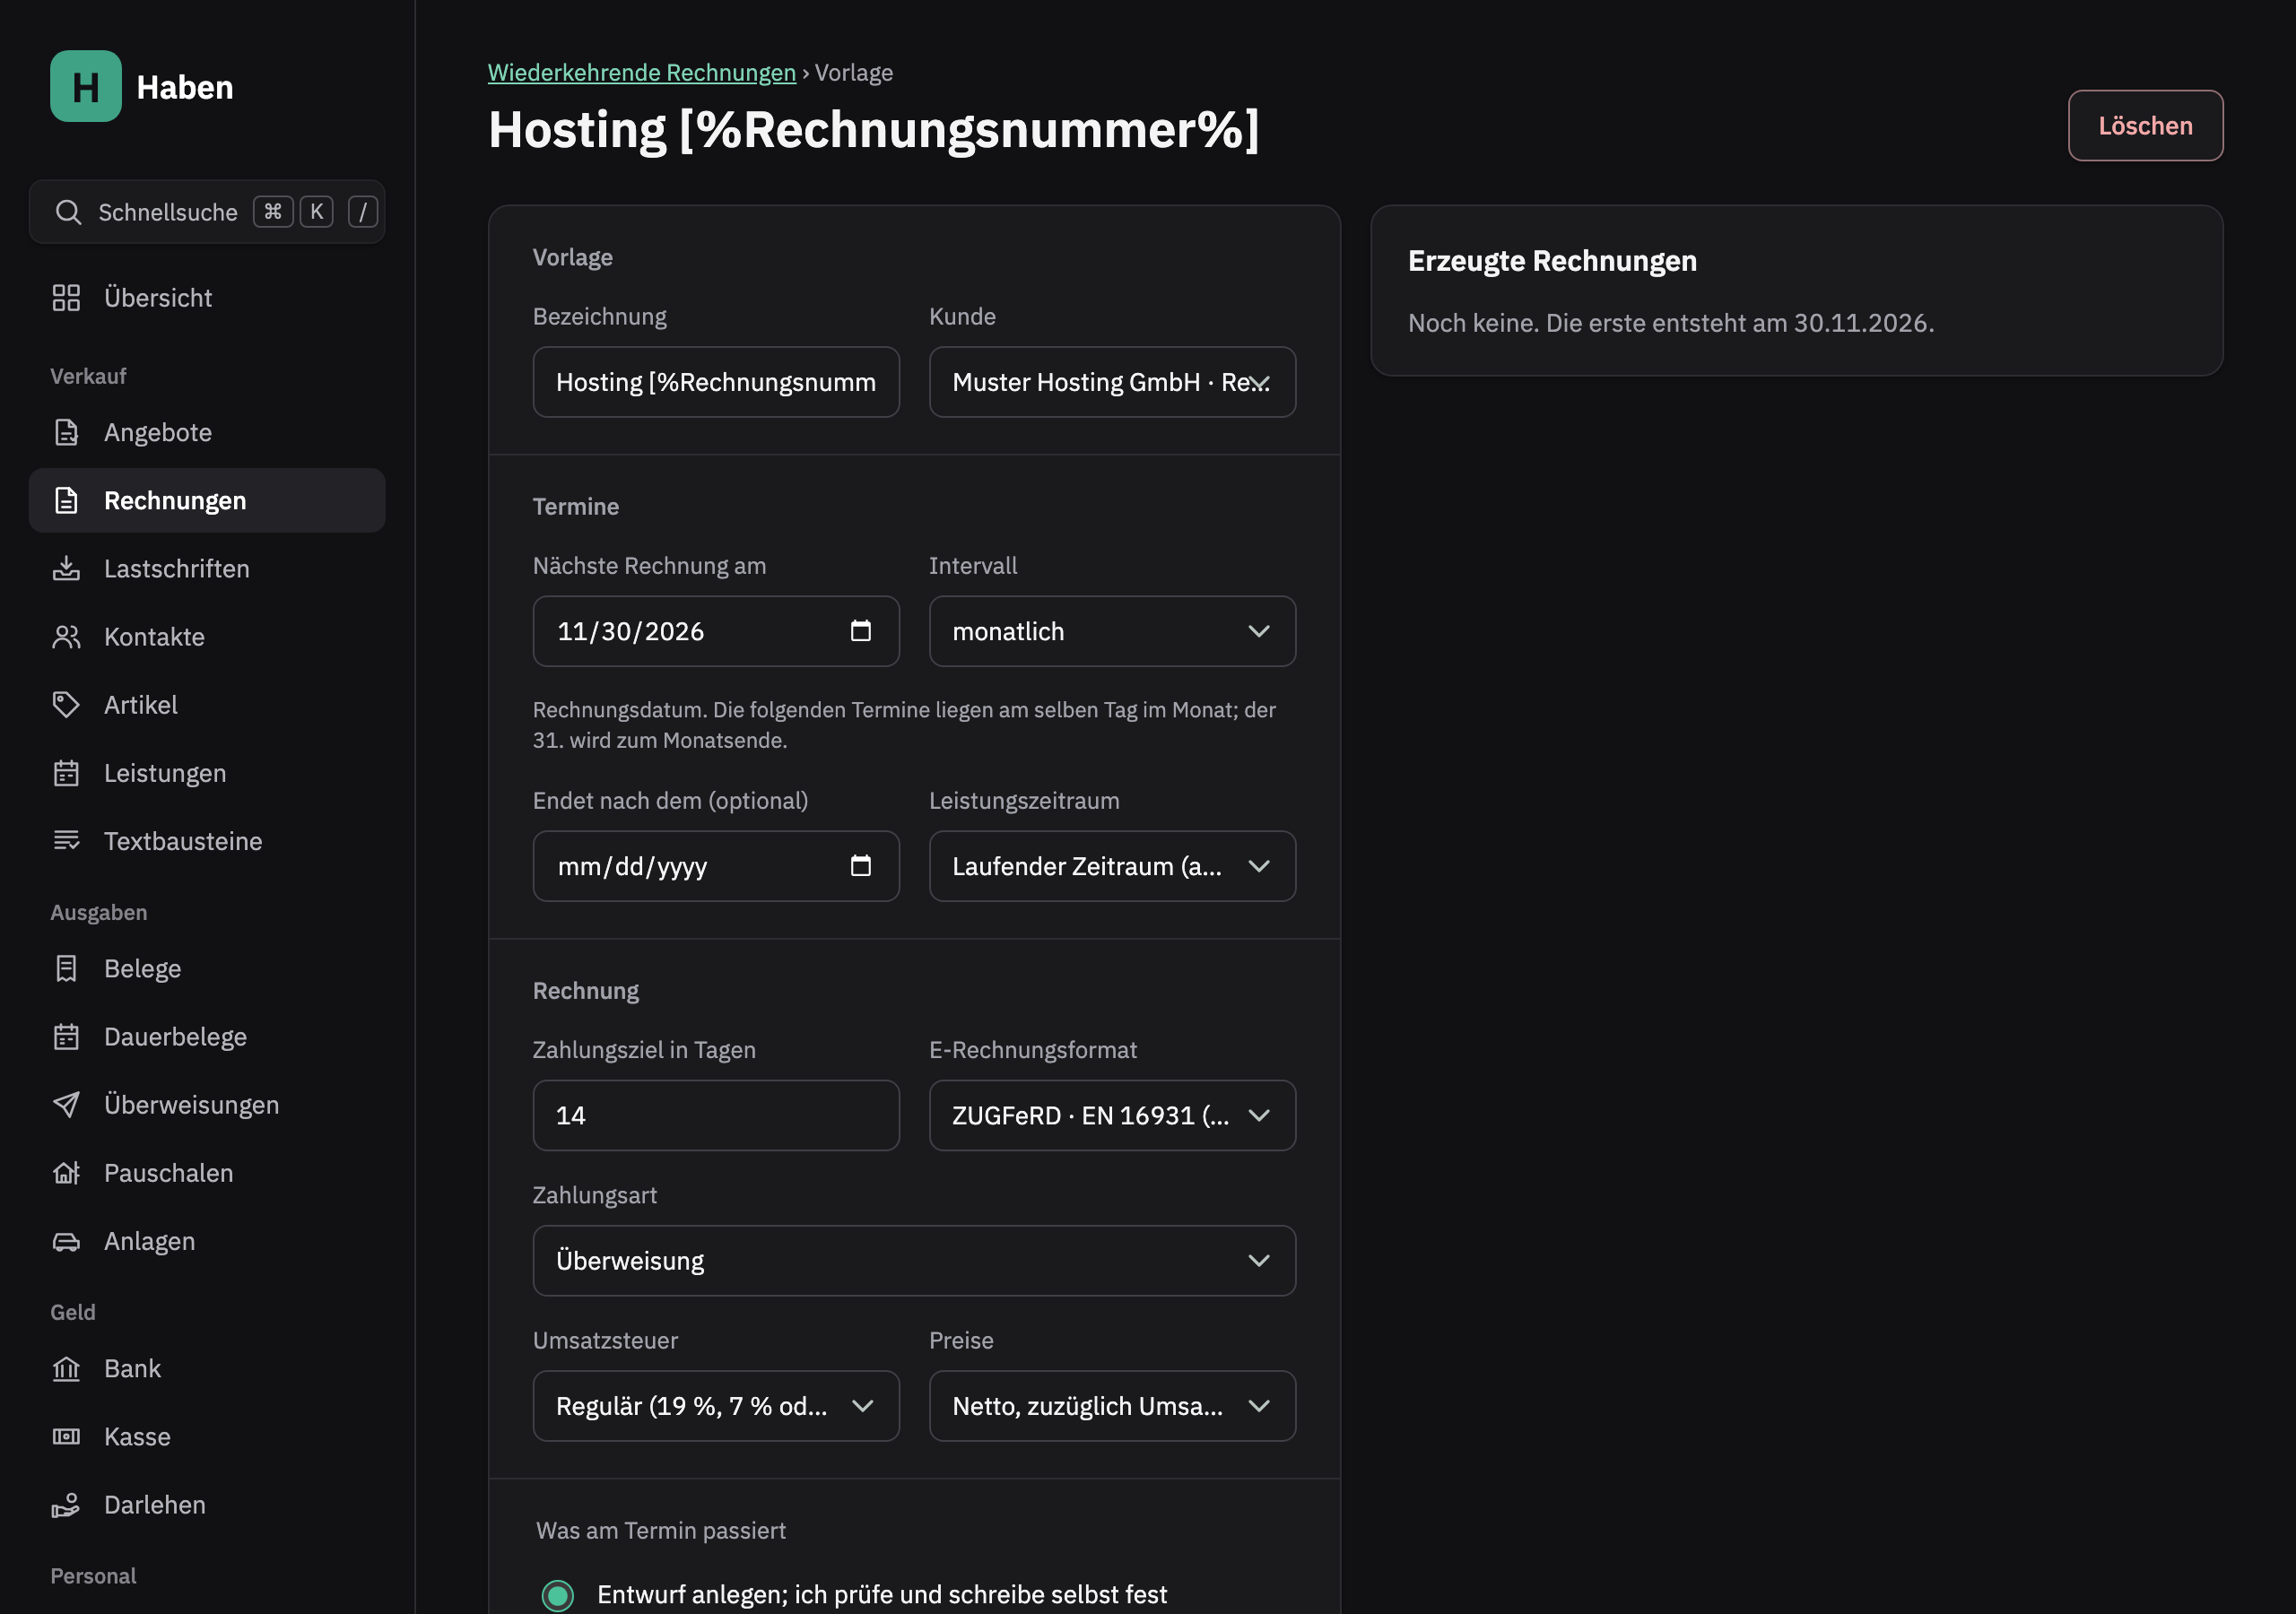 H Haben
Schnellsuche ⌘ K /
Übersicht
Verkauf
Angebote
Rechnungen
Lastschriften
Kontakte
Artikel
Leistungen
Textbausteine
Ausgaben
Belege
Dauerbelege
Überweisungen
Pauschalen
Anlagen
Geld
Bank
Kasse
Darlehen
Personal
Wiederkehrende Rechnungen › Vorlage
Hosting [%Rechnungsnummer%]
Löschen
Vorlage
Bezeichnung Kunde
Hosting [%Rechnungsnumm Muster Hosting GmbH · Re...
Termine
Nächste Rechnung am Intervall
11/30/2026 monatlich
Rechnungsdatum. Die folgenden Termine liegen am selben Tag im Monat; der
31. wird zum Monatsende.
Endet nach dem (optional) Leistungszeitraum
mm/dd/yyyy Laufender Zeitraum (a...
Rechnung
Zahlungsziel in Tagen E-Rechnungsformat
14 ZUGFeRD · EN 16931 (...
Zahlungsart
Überweisung
Umsatzsteuer Preise
Regulär (19 %, 7 % od... Netto, zuzüglich Umsa...
Was am Termin passiert
Entwurf anlegen; ich prüfe und schreibe selbst fest
Erzeugte Rechnungen
Noch keine. Die erste entsteht am 30.11.2026.